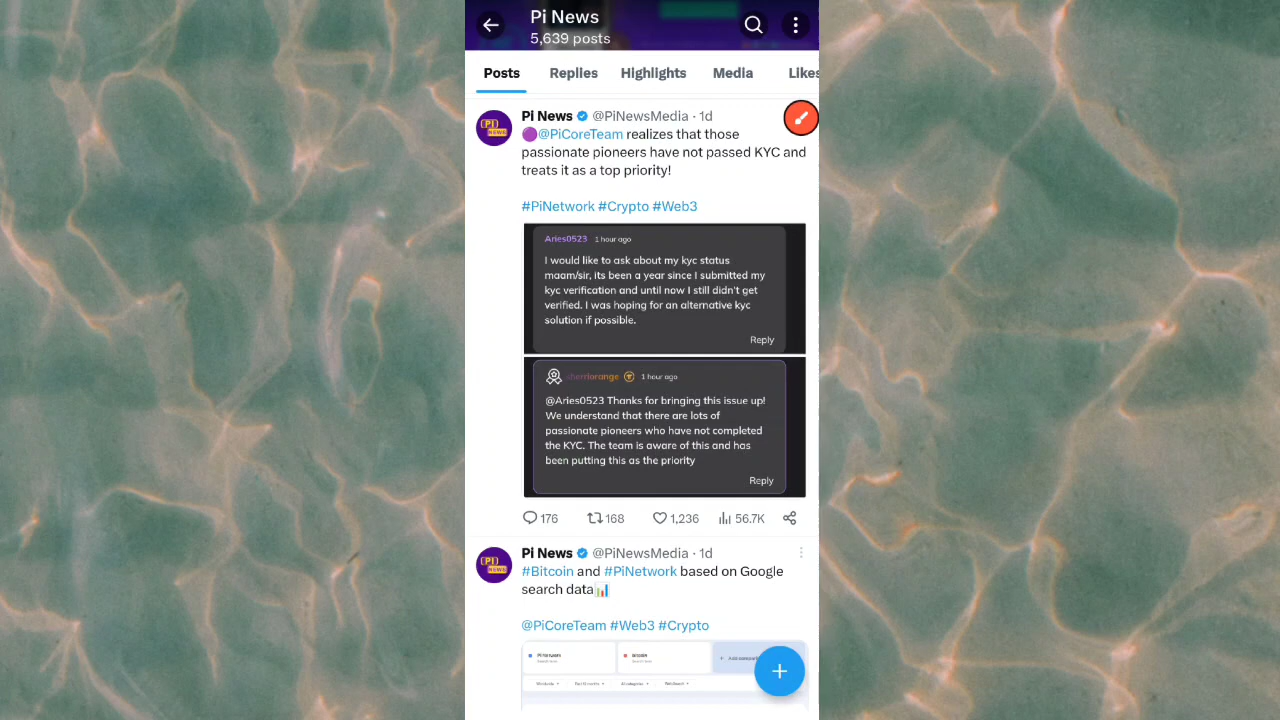 Pi News
5,639 posts
Posts Replies Highlights Media Likes
Pi News @PiNewsMedia · 1d
🟣@PiCoreTeam realizes that those
passionate pioneers have not passed KYC and
treats it as a top priority!
#PiNetwork #Crypto #Web3
Aries0523 1 hour ago
I would like to ask about my kyc status
maam/sir, its been a year since I submitted my
kyc verification and until now I still didn't get
verified. I was hoping for an alternative kyc
solution if possible.
Reply
cherriorange 1 hour ago
@Aries0523 Thanks for bringing this issue up!
We understand that there are lots of
passionate pioneers who have not completed
the KYC. The team is aware of this and has
been putting this as the priority
Reply
176 168 1,236 56.7K
Pi News @PiNewsMedia · 1d
#Bitcoin and #PiNetwork based on Google
search data📊
@PiCoreTeam #Web3 #Crypto